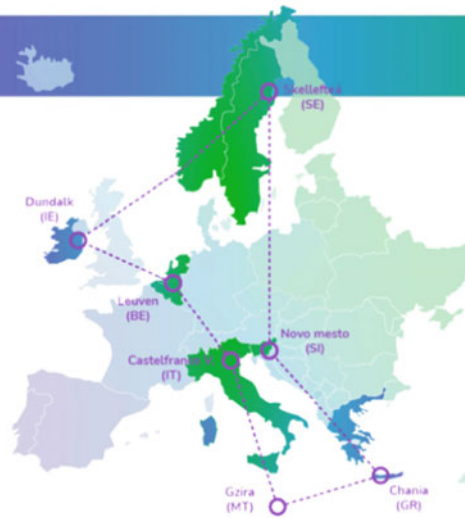 Skellefteå
(SE)
Dundalk
(IE)
Leuven
(BE)
Novo mesto
(SI)
(IT)
Gzira
(MT)
Chania
(GR)